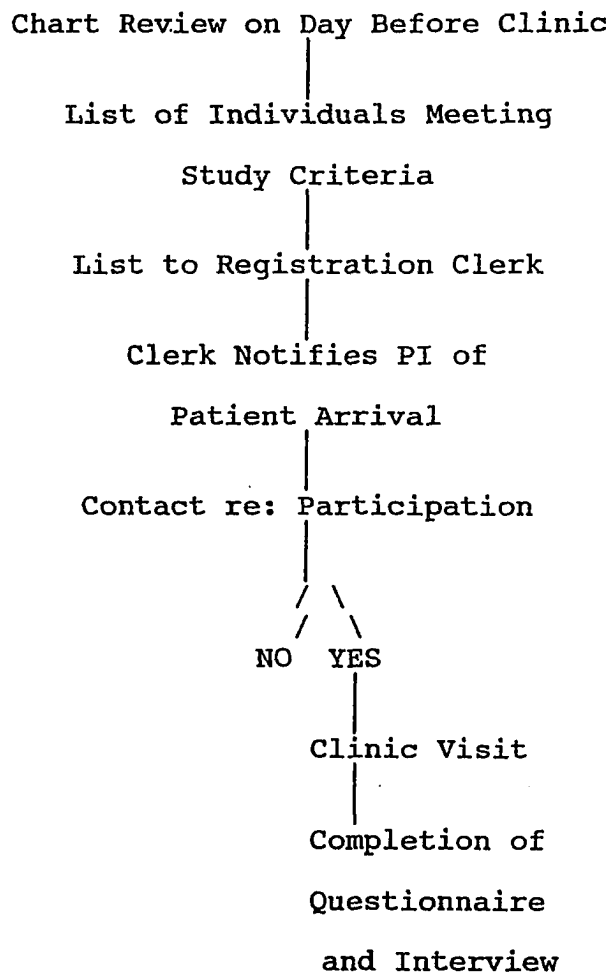 Chart Review on Day Before Clinic
List of Individuals Meeting
Study Criteria
List to Registration Clerk
Clerk Notifies PI of
Patient Arrival
Contact re: Participation
NO YES
Clinic Visit
Completion of
Questionnaire
and Interview